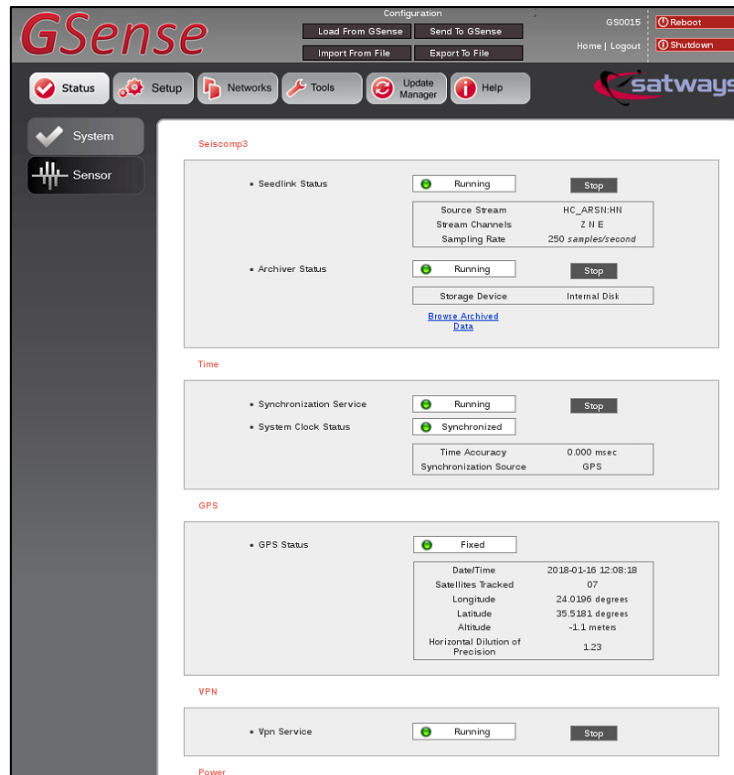 GSense
Configuration
Load From GSense Send To GSense
Import From File Export To File
GS0015
Home | Logout
Reboot
Shutdown
Status Setup Networks Tools Update Manager Help
satways
System
Sensor
Seiscomp3
• Seedlink Status Running Stop
Source Stream HC_ARSN:HN
Stream Channels Z N E
Sampling Rate 250 samples/second
• Archiver Status Running Stop
Storage Device Internal Disk
Browse Archived
Data
Time
• Synchronization Service Running Stop
• System Clock Status Synchronized
Time Accuracy 0.000 msec
Synchronization Source GPS
GPS
• GPS Status Fixed
Date/Time 2018-01-16 12:08:18
Satellites Tracked 07
Longitude 24.0196 degrees
Latitude 35.5181 degrees
Altitude -1.1 meters
Horizontal Dilution of
Precision 1.23
VPN
• Vpn Service Running Stop
Power